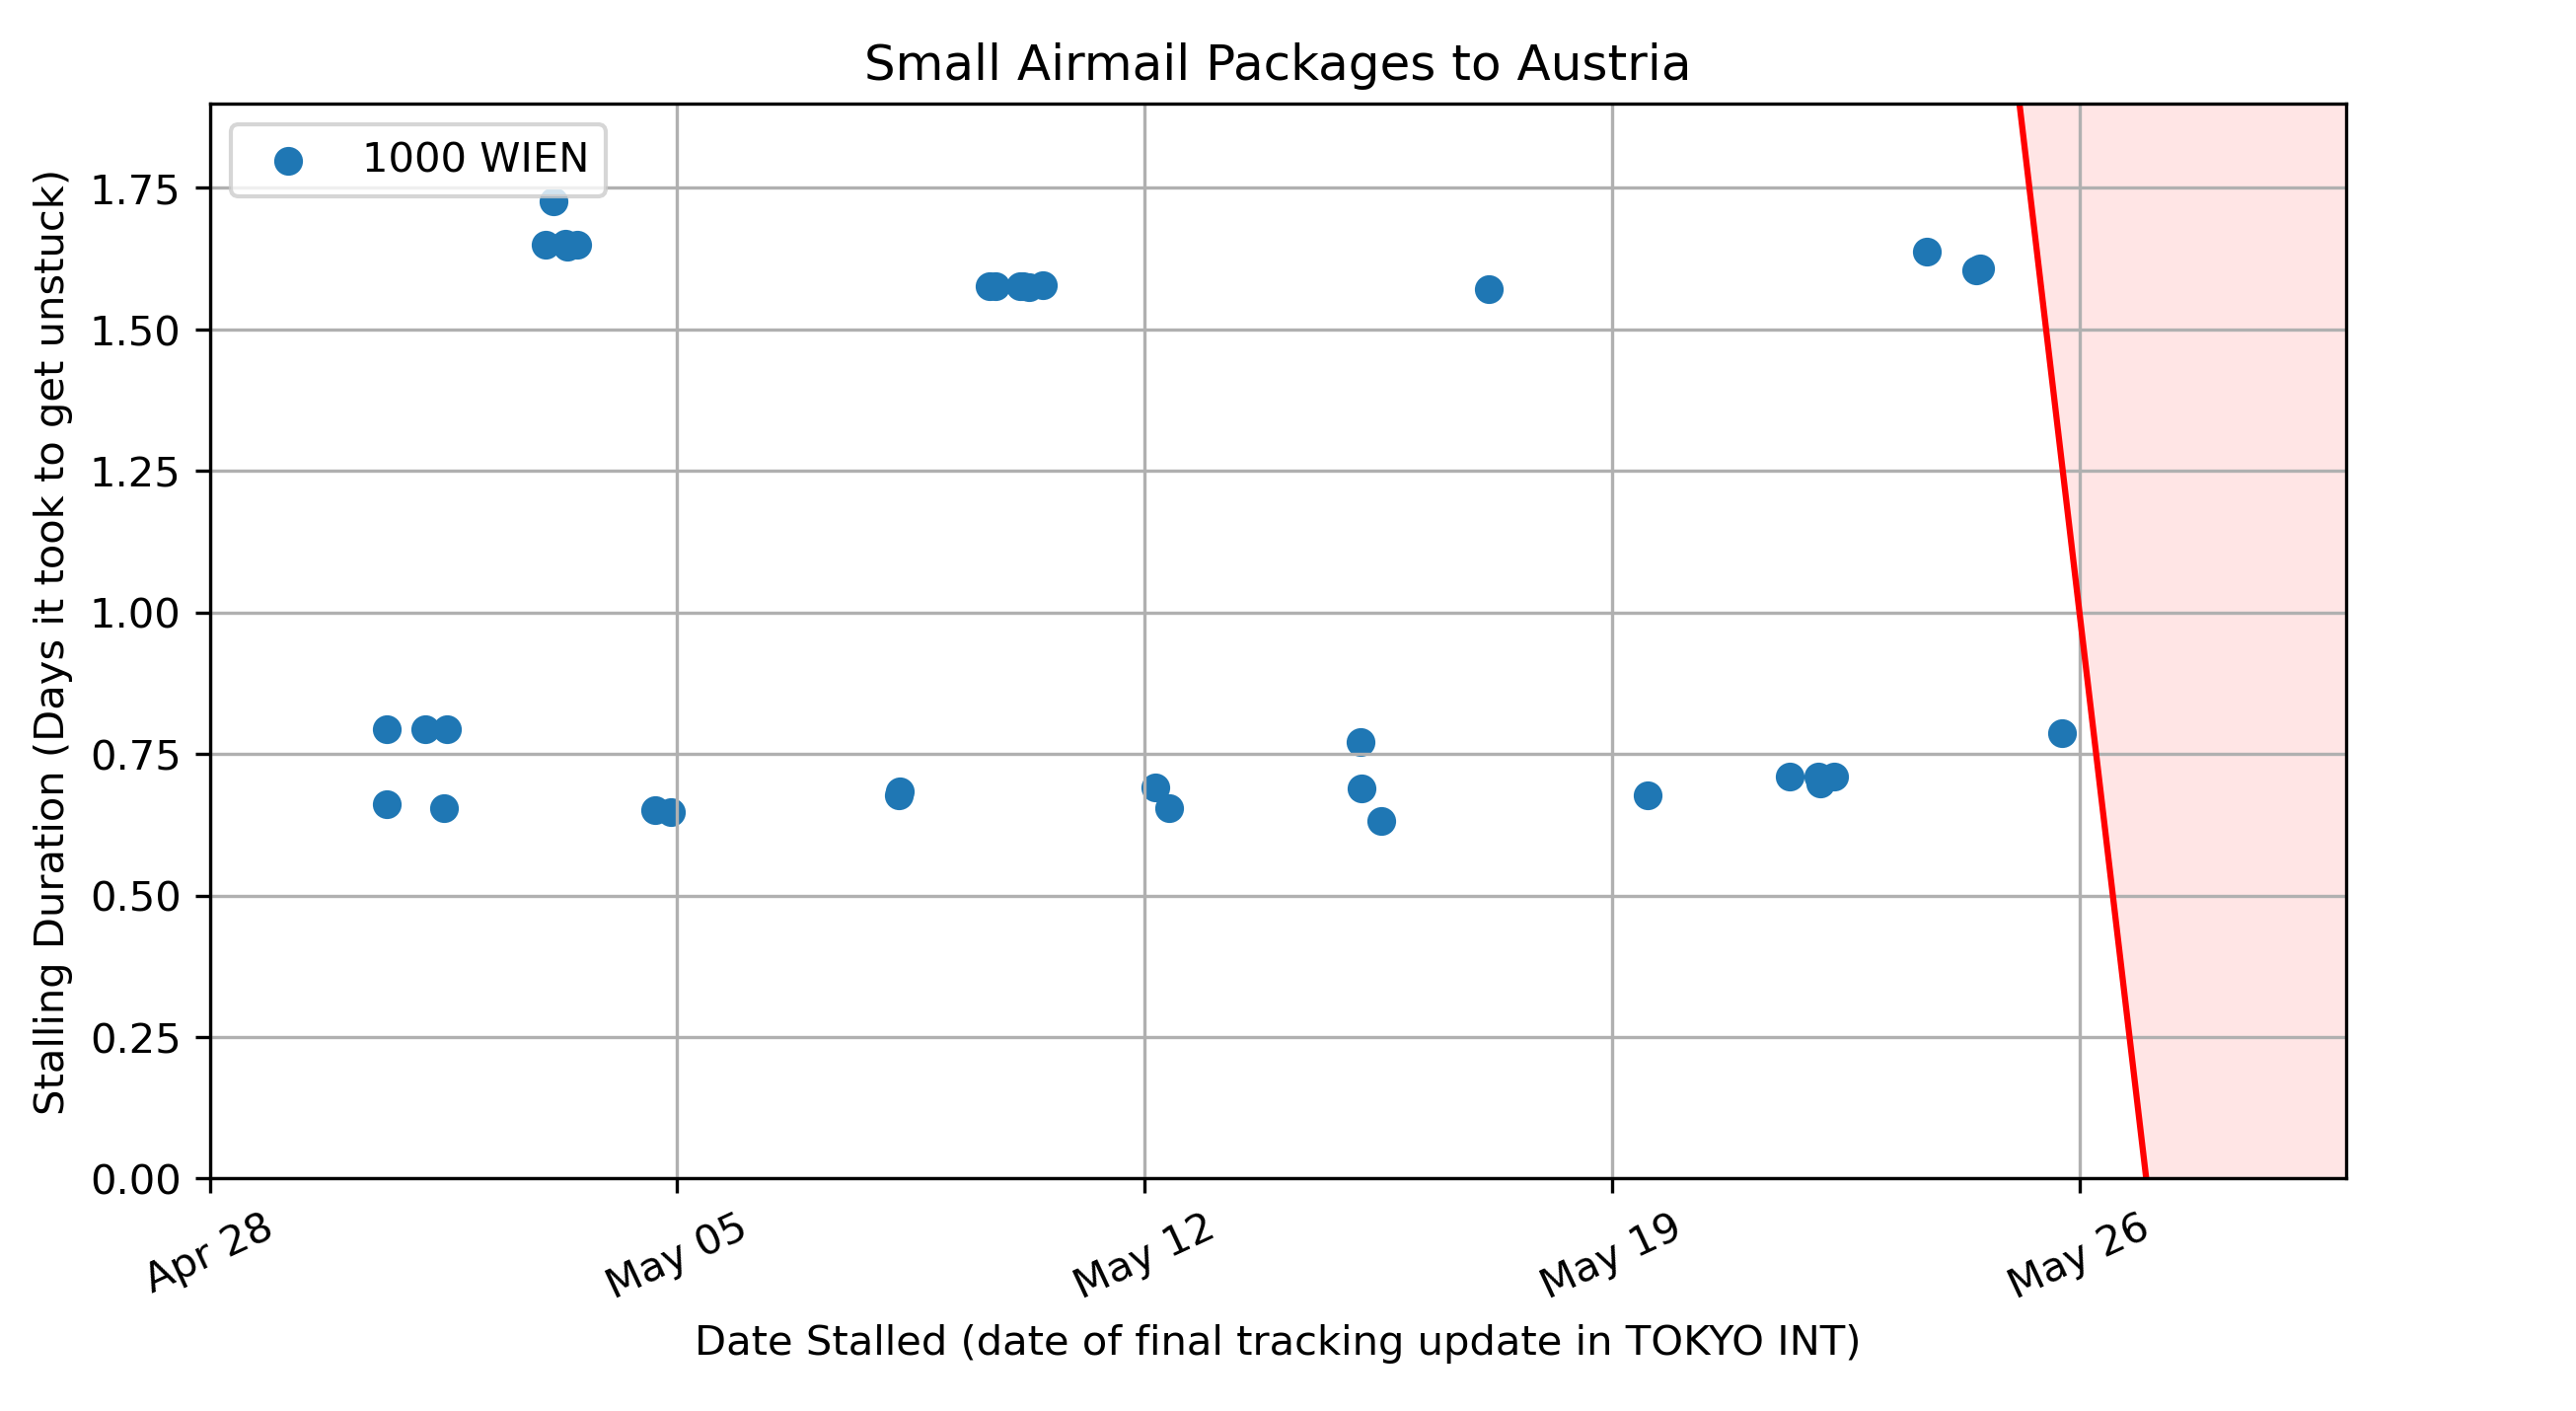 Small Airmail Packages to Austria
1000 WIEN
Stalling Duration (Days it took to get unstuck)
1.75
1.50
1.25
1.00
0.75
0.50
0.25
0.00
Apr 28
May 05
May 12
May 19
May 26
Date Stalled (date of final tracking update in TOKYO INT)